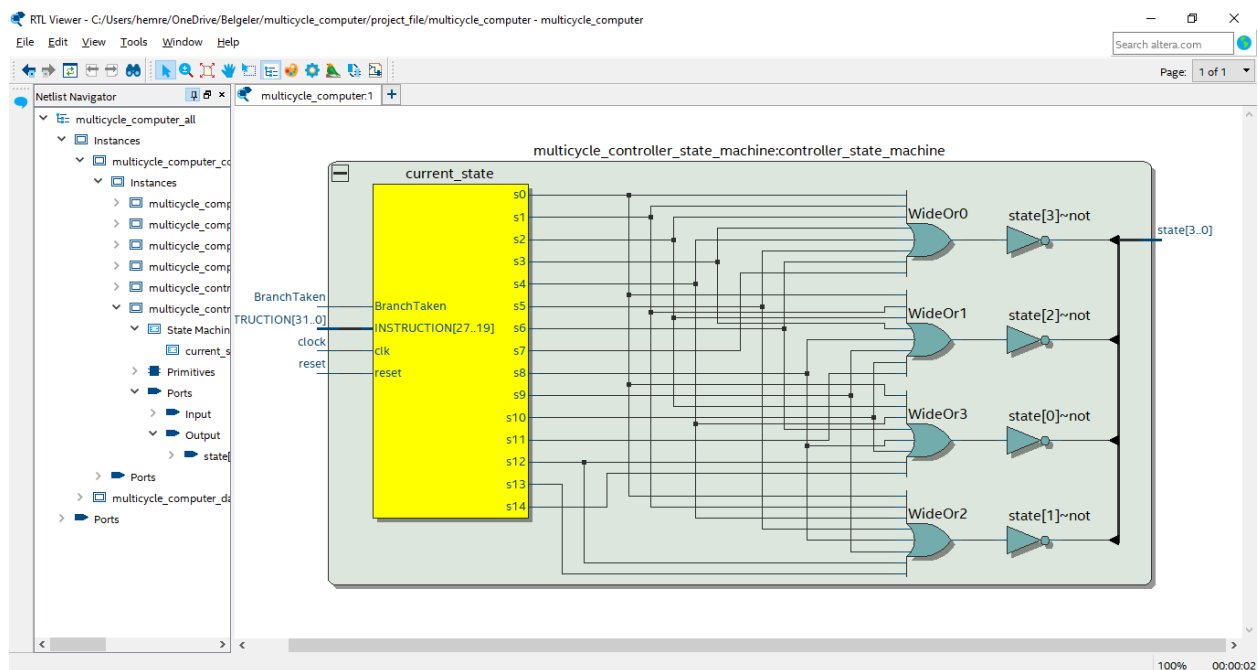 RTL Viewer - C:/Users/hemre/OneDrive/Belgeler/multicycle_computer/project_file/multicycle_computer - multicycle_computer
File Edit View Tools Window Help
Search altera.com
Page: 1 of 1
Netlist Navigator
multicycle_computer:1
multicycle_computer_all
Instances
multicycle_computer_co
Instances
multicycle_comp
multicycle_comp
multicycle_comp
multicycle_comp
multicycle_contr
multicycle_contr
State Machin
current_s
Primitives
Ports
Input
Output
state[
Ports
multicycle_computer_da
Ports
multicycle_controller_state_machine:controller_state_machine
current_state
s0
s1
s2
s3
s4
s5
s6
s7
s8
s9
s10
s11
s12
s13
s14
BranchTaken
TRUCTION[31..0]
clock
reset
BranchTaken
INSTRUCTION[27..19]
clk
reset
WideOr0 state[3]~not
state[3..0]
WideOr1 state[2]~not
WideOr3 state[0]~not
WideOr2 state[1]~not
100% 00:00:02